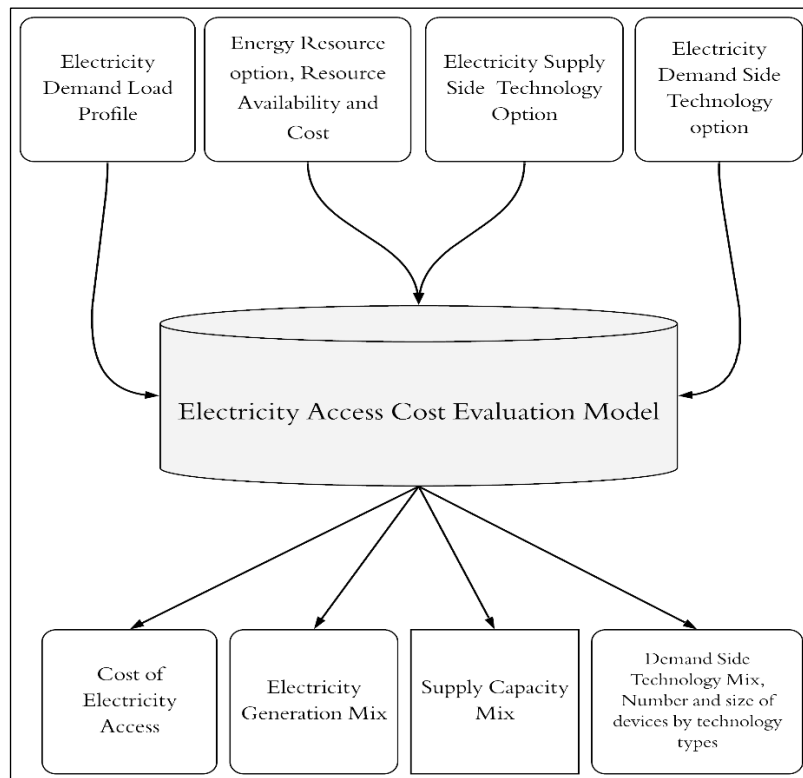 Electricity
Demand Load
Profile
Energy Resource
option, Resource
Availability and
Cost
Electricity Supply
Side Technology
Option
Electricity
Demand Side
Technology
option
Electricity Access Cost Evaluation Model
Cost of
Electricity
Access
Electricity
Generation Mix
Supply Capacity
Mix
Demand Side
Technology Mix,
Number and size of
devices by technology
types